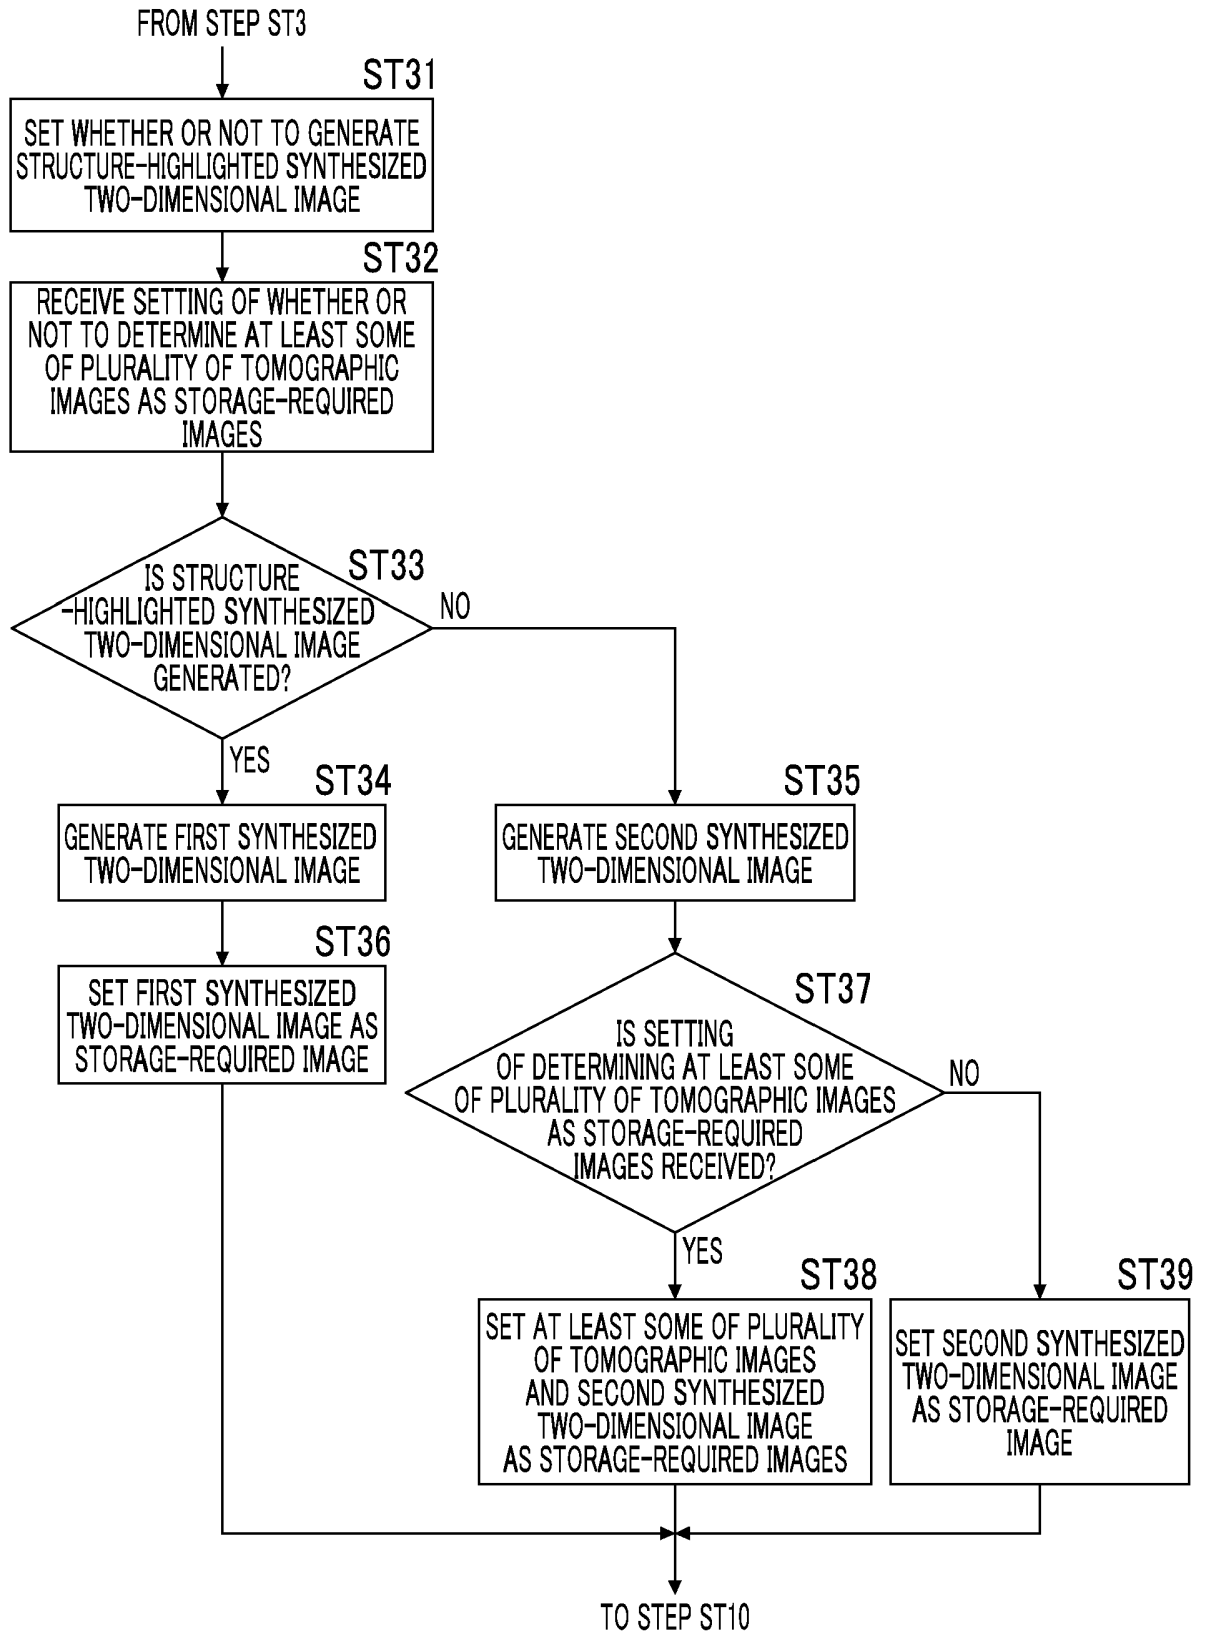 FROM STEP ST3
ST31
SET WHETHER OR NOT TO GENERATE
STRUCTURE-HIGHLIGHTED SYNTHESIZED
TWO-DIMENSIONAL IMAGE
ST32
RECEIVE SETTING OF WHETHER OR
NOT TO DETERMINE AT LEAST SOME
OF PLURALITY OF TOMOGRAPHIC
IMAGES AS STORAGE-REQUIRED
IMAGES
ST33
IS STRUCTURE
-HIGHLIGHTED SYNTHESIZED
TWO-DIMENSIONAL IMAGE
GENERATED?
NO
YES
ST34
GENERATE FIRST SYNTHESIZED
TWO-DIMENSIONAL IMAGE
ST35
GENERATE SECOND SYNTHESIZED
TWO-DIMENSIONAL IMAGE
ST36
SET FIRST SYNTHESIZED
TWO-DIMENSIONAL IMAGE AS
STORAGE-REQUIRED IMAGE
ST37
IS SETTING
OF DETERMINING AT LEAST SOME
OF PLURALITY OF TOMOGRAPHIC IMAGES
AS STORAGE-REQUIRED
IMAGES RECEIVED?
NO
YES
ST38
SET AT LEAST SOME OF PLURALITY
OF TOMOGRAPHIC IMAGES
AND SECOND SYNTHESIZED
TWO-DIMENSIONAL IMAGE
AS STORAGE-REQUIRED IMAGES
ST39
SET SECOND SYNTHESIZED
TWO-DIMENSIONAL IMAGE
AS STORAGE-REQUIRED
IMAGE
TO STEP ST10